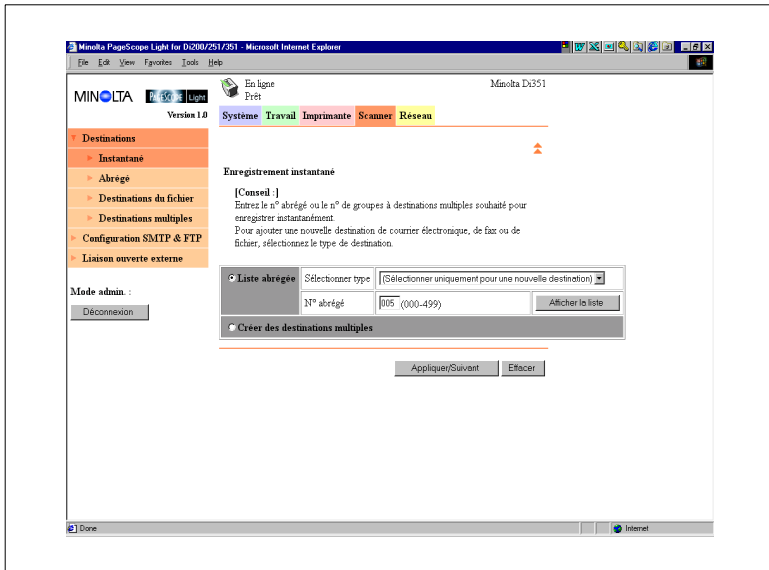 Minolta PageScope Light for Di200/251/351 - Microsoft Internet Explorer
File Edit View Favorites Tools Help
MINOLTA PAGESCOPE Light
Version 1.0
En ligne
Prêt
Minolta Di351
Système Travail Imprimante Scanner Réseau
Destinations
Instantané
Abrégé
Destinations du fichier
Destinations multiples
Configuration SMTP & FTP
Liaison ouverte externe
Mode admin. :
Déconnexion
Enregistrement instantané
[Conseil :]
Entrez le n° abrégé ou le n° de groupes à destinations multiples souhaité pour
enregistrer instantanément.
Pour ajouter une nouvelle destination de courrier électronique, de fax ou de
fichier, sélectionnez le type de destination.
Liste abrégée Sélectionner type (Sélectionner uniquement pour une nouvelle destination)
N° abrégé 005 (000-499) Afficher la liste
Créer des destinations multiples
Appliquer/Suivant Effacer
Done Internet